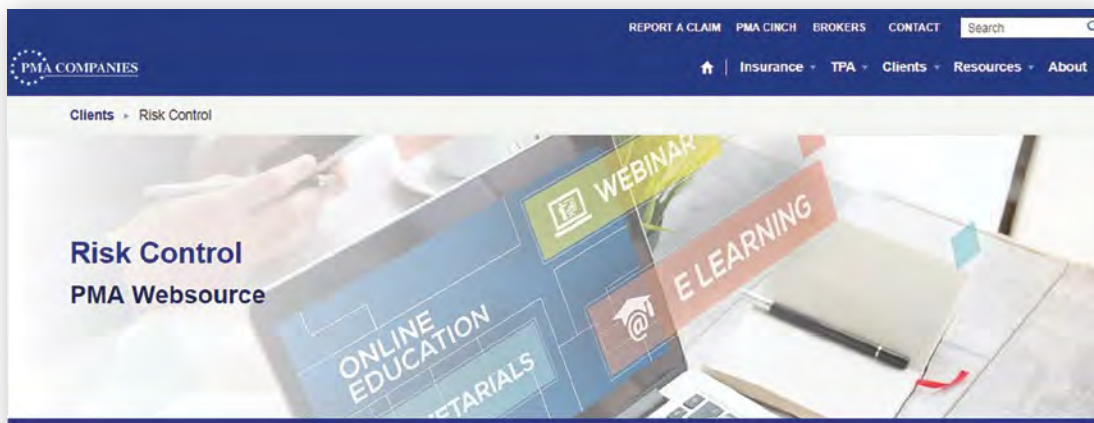 REPORT A CLAIM PMA CINCH BROKERS CONTACT Search
PMA COMPANIES
Insurance TPA Clients Resources About
Clients Risk Control
WEBINAR
Risk Control
E LEARNING
PMA Websource
ONLINE
EDUCATION
ETARIALS